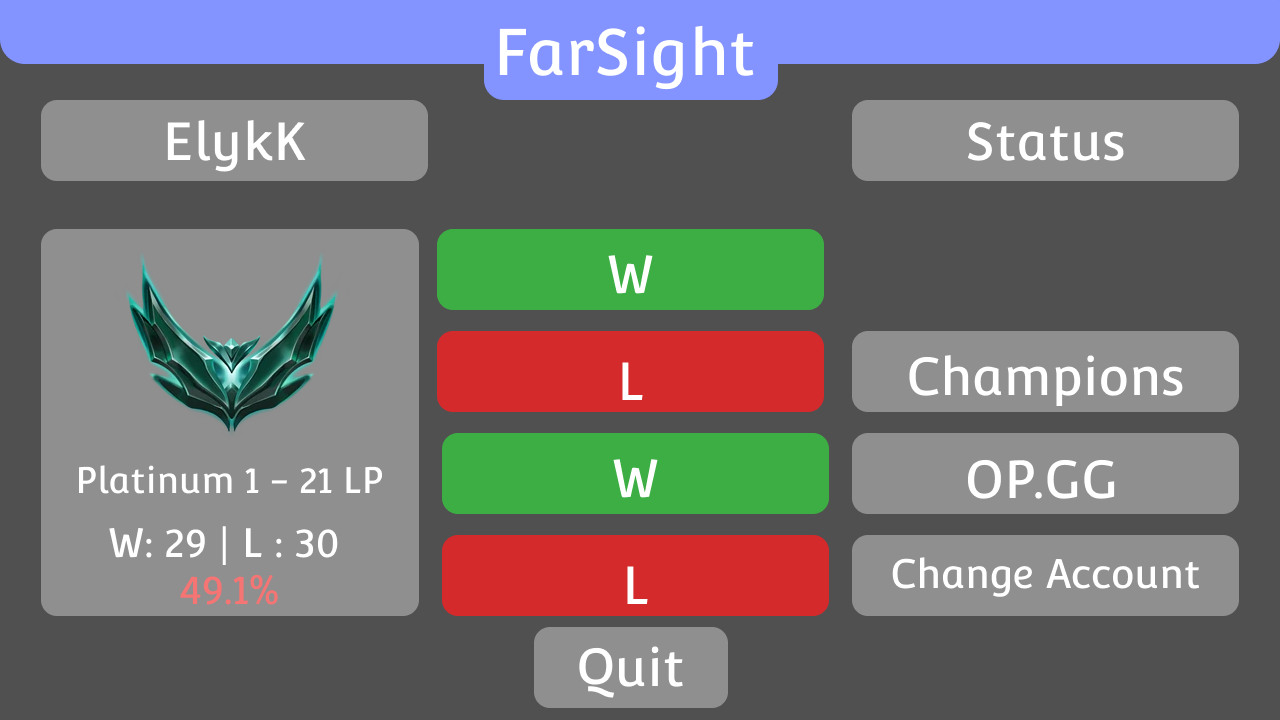 FarSight
ElykK
Status
Platinum 1 - 21 LP
W: 29 | L : 30
49.1%
W
L
W
L
Champions
OP.GG
Change Account
Quit